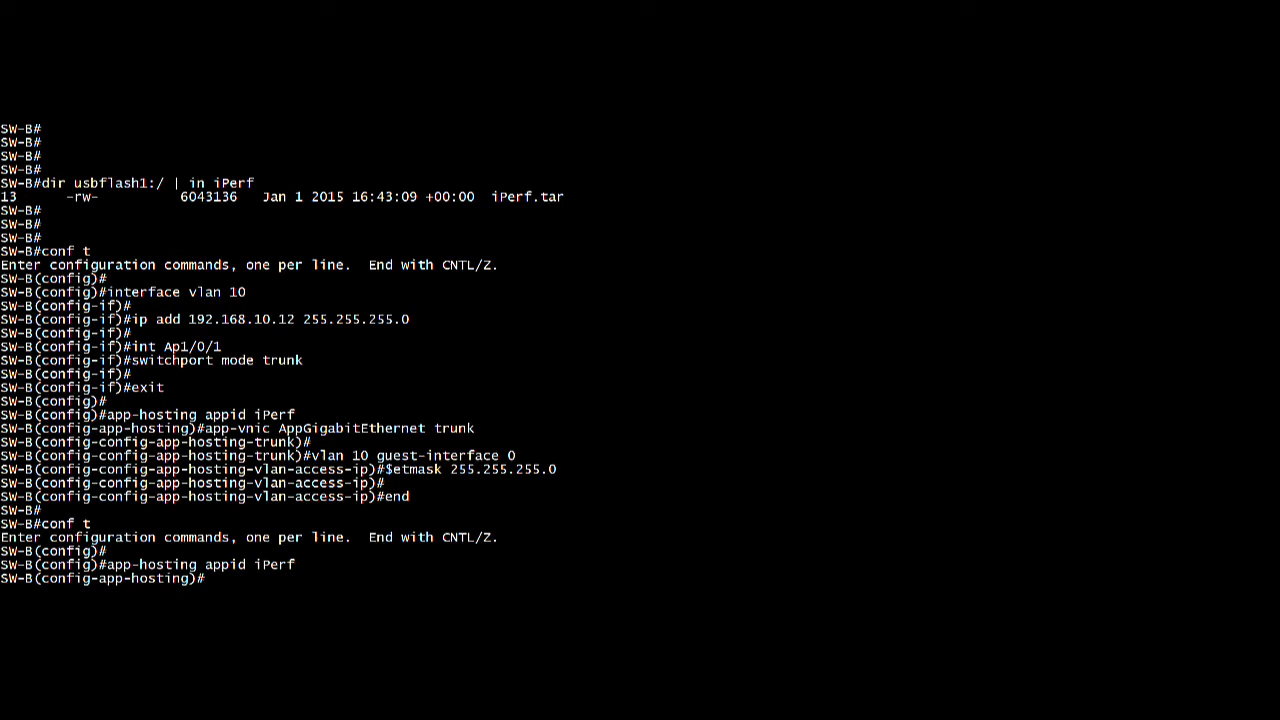 SW-B#
SW-B#
SW-B#
SW-B#
SW-B#dir usbflash1:/ | in iPerf
13      -rw-         6043136   Jan 1 2015 16:43:09 +00:00  iPerf.tar
SW-B#
SW-B#
SW-B#
SW-B#conf t
Enter configuration commands, one per line.  End with CNTL/Z.
SW-B(config)#
SW-B(config)#interface vlan 10
SW-B(config-if)#
SW-B(config-if)#ip add 192.168.10.12 255.255.255.0
SW-B(config-if)#
SW-B(config-if)#int Ap1/0/1
SW-B(config-if)#switchport mode trunk
SW-B(config-if)#
SW-B(config-if)#exit
SW-B(config)#
SW-B(config)#app-hosting appid iPerf
SW-B(config-app-hosting)#app-vnic AppGigabitEthernet trunk
SW-B(config-config-app-hosting-trunk)#
SW-B(config-config-app-hosting-trunk)#vlan 10 guest-interface 0
SW-B(config-config-app-hosting-vlan-access-ip)#$etmask 255.255.255.0
SW-B(config-config-app-hosting-vlan-access-ip)#
SW-B(config-config-app-hosting-vlan-access-ip)#end
SW-B#
SW-B#conf t
Enter configuration commands, one per line.  End with CNTL/Z.
SW-B(config)#
SW-B(config)#app-hosting appid iPerf
SW-B(config-app-hosting)#